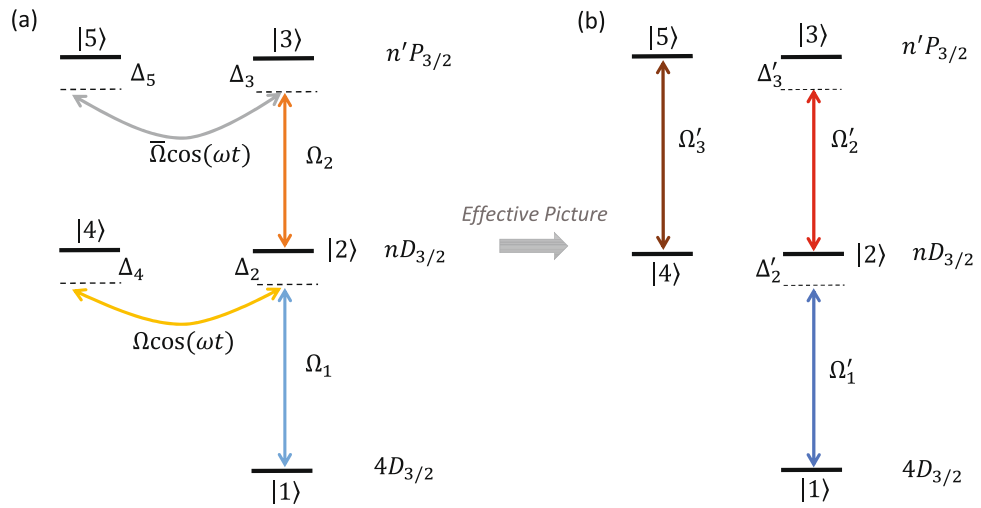 (a)
|5⟩
|3⟩
n′P3/2
Δ5
Δ3
Ω̅cos(ωt)
Ω2
|4⟩
|2⟩
nD3/2
Δ4
Δ2
Ωcos(ωt)
Ω1
4D3/2
|1⟩
Effective Picture
(b)
|5⟩
|3⟩
n′P3/2
Δ′3
Ω′3
Ω′2
|2⟩
nD3/2
|4⟩
Δ′2
Ω′1
4D3/2
|1⟩